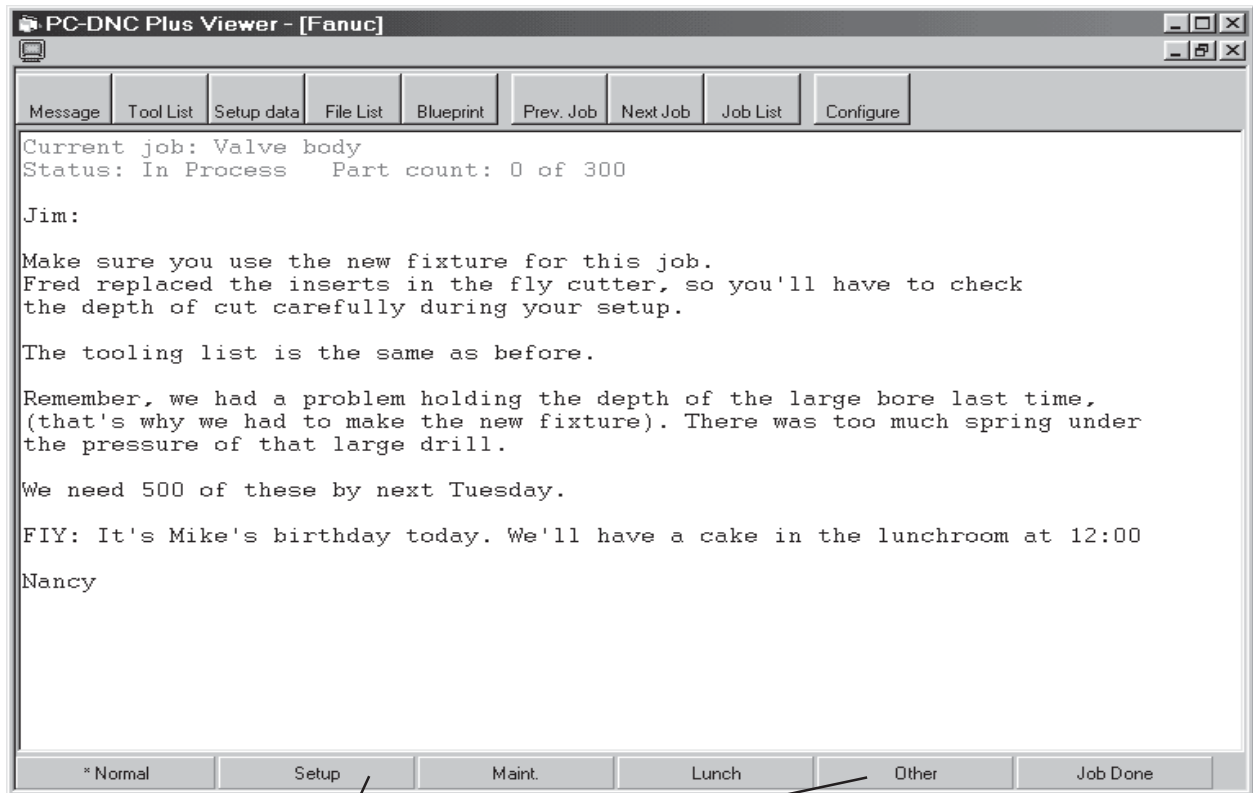 PC-DNC Plus Viewer - [Fanuc]
Message Tool List Setup data File List Blueprint Prev. Job Next Job Job List Configure
Current job: Valve body
Status: In Process Part count: 0 of 300
Jim:
Make sure you use the new fixture for this job.
Fred replaced the inserts in the fly cutter, so you'll have to check
the depth of cut carefully during your setup.
The tooling list is the same as before.
Remember, we had a problem holding the depth of the large bore last time,
(that's why we had to make the new fixture). There was too much spring under
the pressure of that large drill.
We need 500 of these by next Tuesday.
FIY: It's Mike's birthday today. We'll have a cake in the lunchroom at 12:00
Nancy
* Normal Setup Maint. Lunch Other Job Done